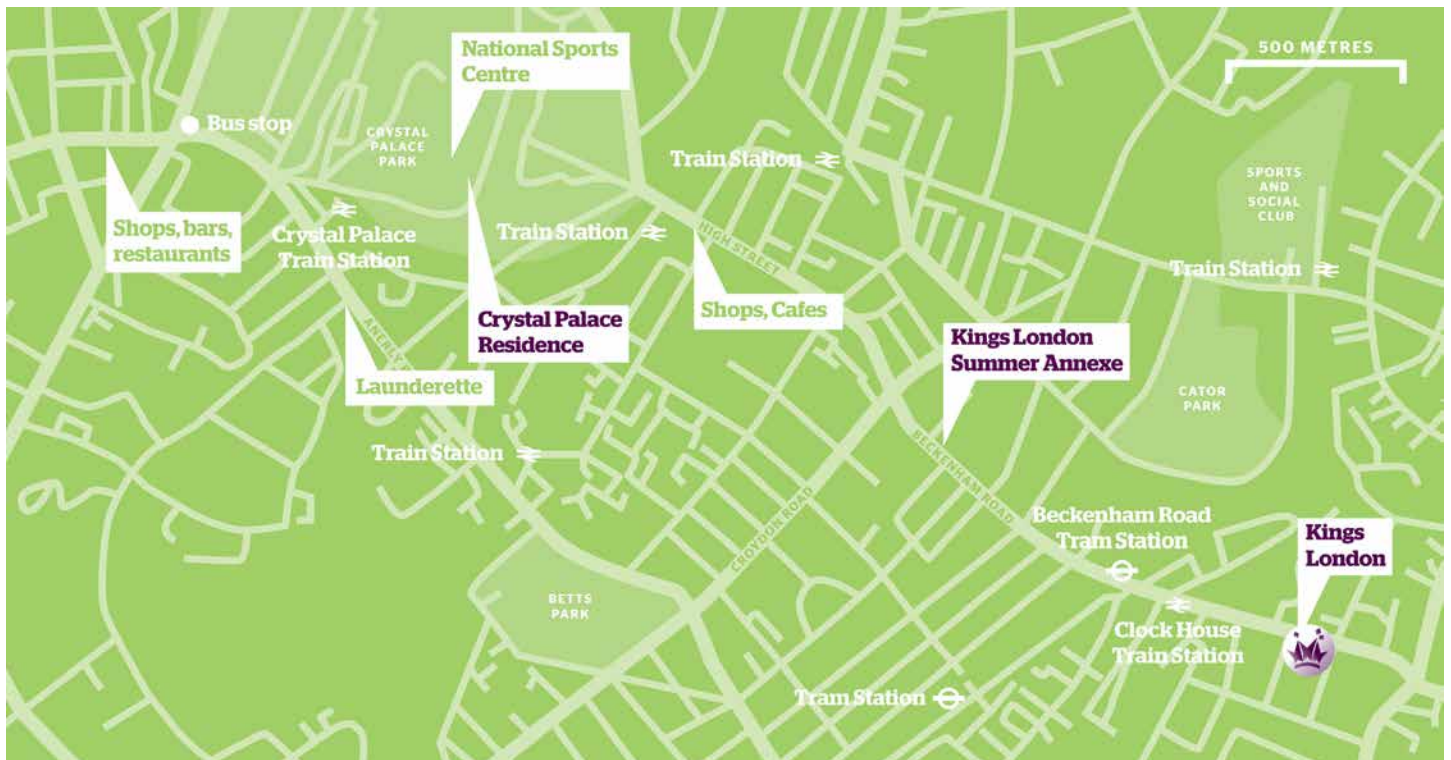 National Sports
Centre
500 METRES
Bus stop
CRYSTAL
PALACE
PARK
Train Station
SPORTS
AND
SOCIAL
CLUB
Shops, bars,
restaurants
Crystal Palace
Train Station
Train Station
HIGH STREET
Train Station
Shops, Cafes
Crystal Palace
Residence
Kings London
Summer Annexe
Launderette
CATOR
PARK
Train Station
BECKENHAM ROAD
CROYDON ROAD
Beckenham Road
Tram Station
Kings
London
BETTS
PARK
Clock House
Train Station
Tram Station